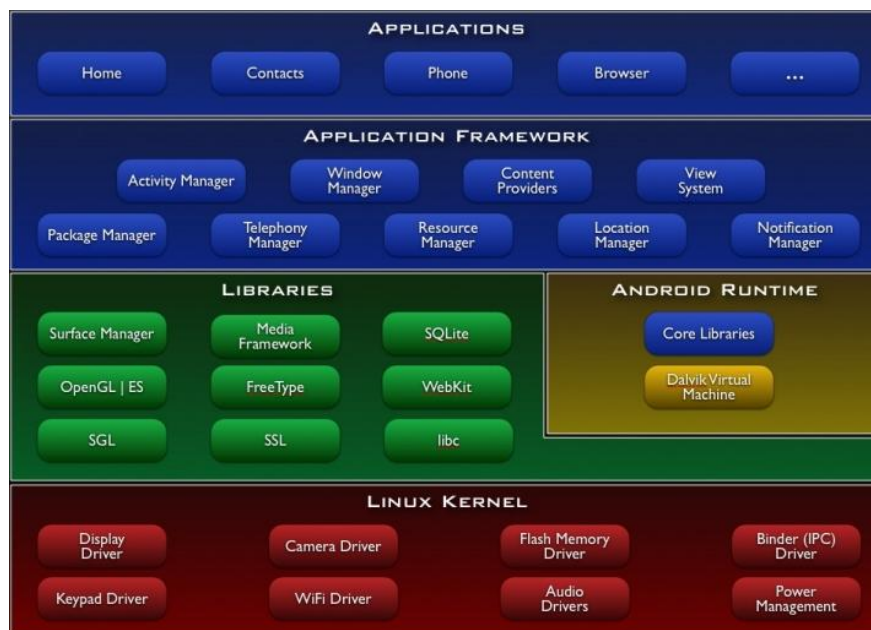 APPLICATIONS
Home
Contacts
Phone
Browser
...
APPLICATION FRAMEWORK
Activity Manager
Window
Manager
Content
Providers
View
System
Package Manager
Telephony
Manager
Resource
Manager
Location
Manager
Notification
Manager
LIBRARIES
Surface Manager
Media
Framework
SQLite
OpenGL | ES
FreeType
WebKit
SGL
SSL
libc
ANDROID RUNTIME
Core Libraries
Dalvik Virtual
Machine
LINUX KERNEL
Display
Driver
Camera Driver
Flash Memory
Driver
Binder (IPC)
Driver
Keypad Driver
WiFi Driver
Audio
Drivers
Power
Management